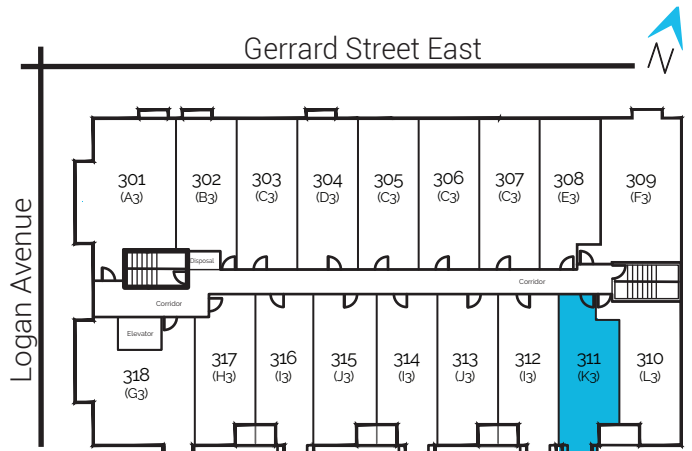 Gerrard Street East
N
Logan Avenue
301
(A3)
302
(B3)
303
(C3)
304
(D3)
305
(C3)
306
(C3)
307
(C3)
308
(E3)
309
(F3)
Disposal
Corridor
Corridor
Elevator
318
(G3)
317
(H3)
316
(I3)
315
(J3)
314
(I3)
313
(J3)
312
(I3)
311
(K3)
310
(L3)